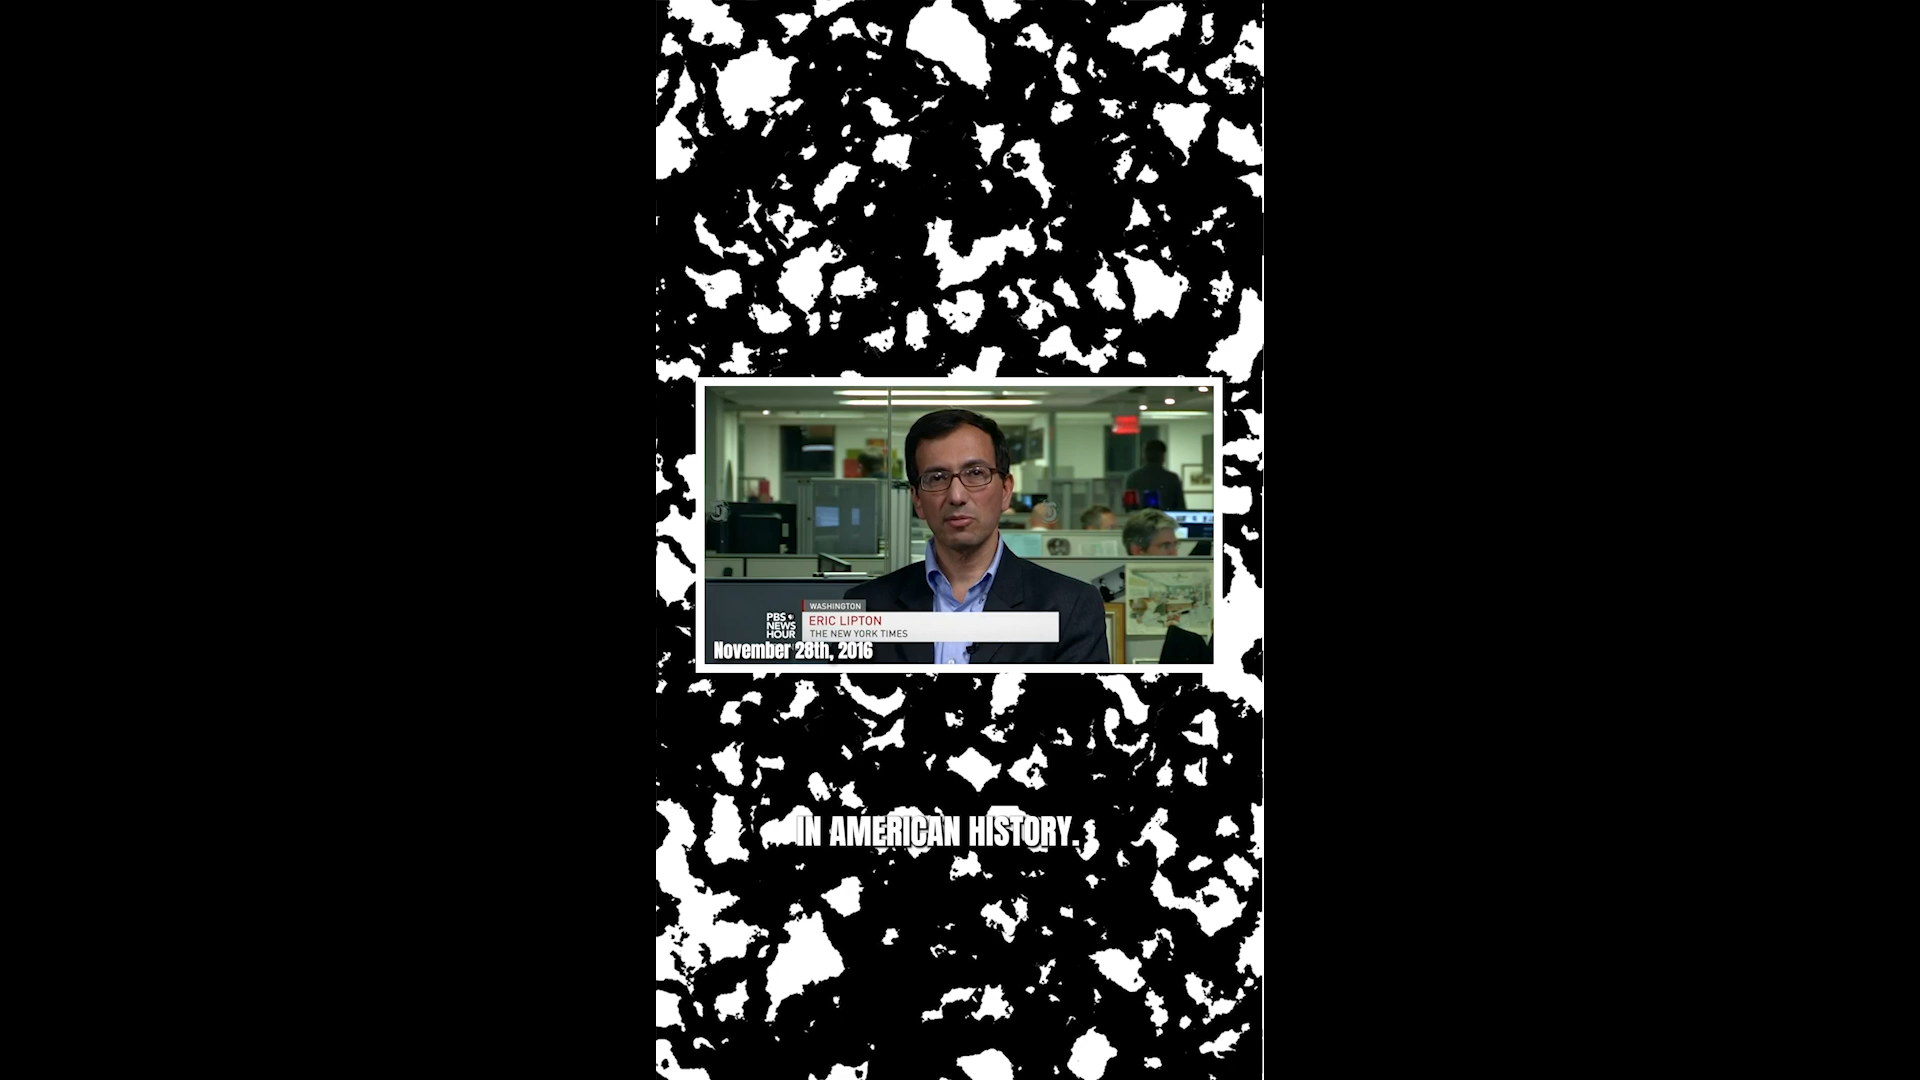 WASHINGTON
PBS
NEWS
HOUR
ERIC LIPTON
THE NEW YORK TIMES
November 28th, 2016
IN AMERICAN HISTORY.